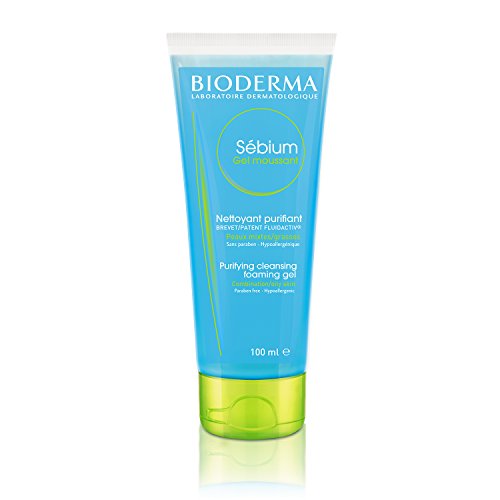 BIODERMA
LABORATOIRE DERMATOLOGIQUE
Sébium
Gel moussant
Nettoyant purifiant
BREVET/PATENT FLUIDACTIV®
Peaux mixtes/grasses
Sans paraben - Hypoallergénique
Purifying cleansing
foaming gel
Combination/oily skin
Paraben free - Hypoallergenic
100 ml ℮